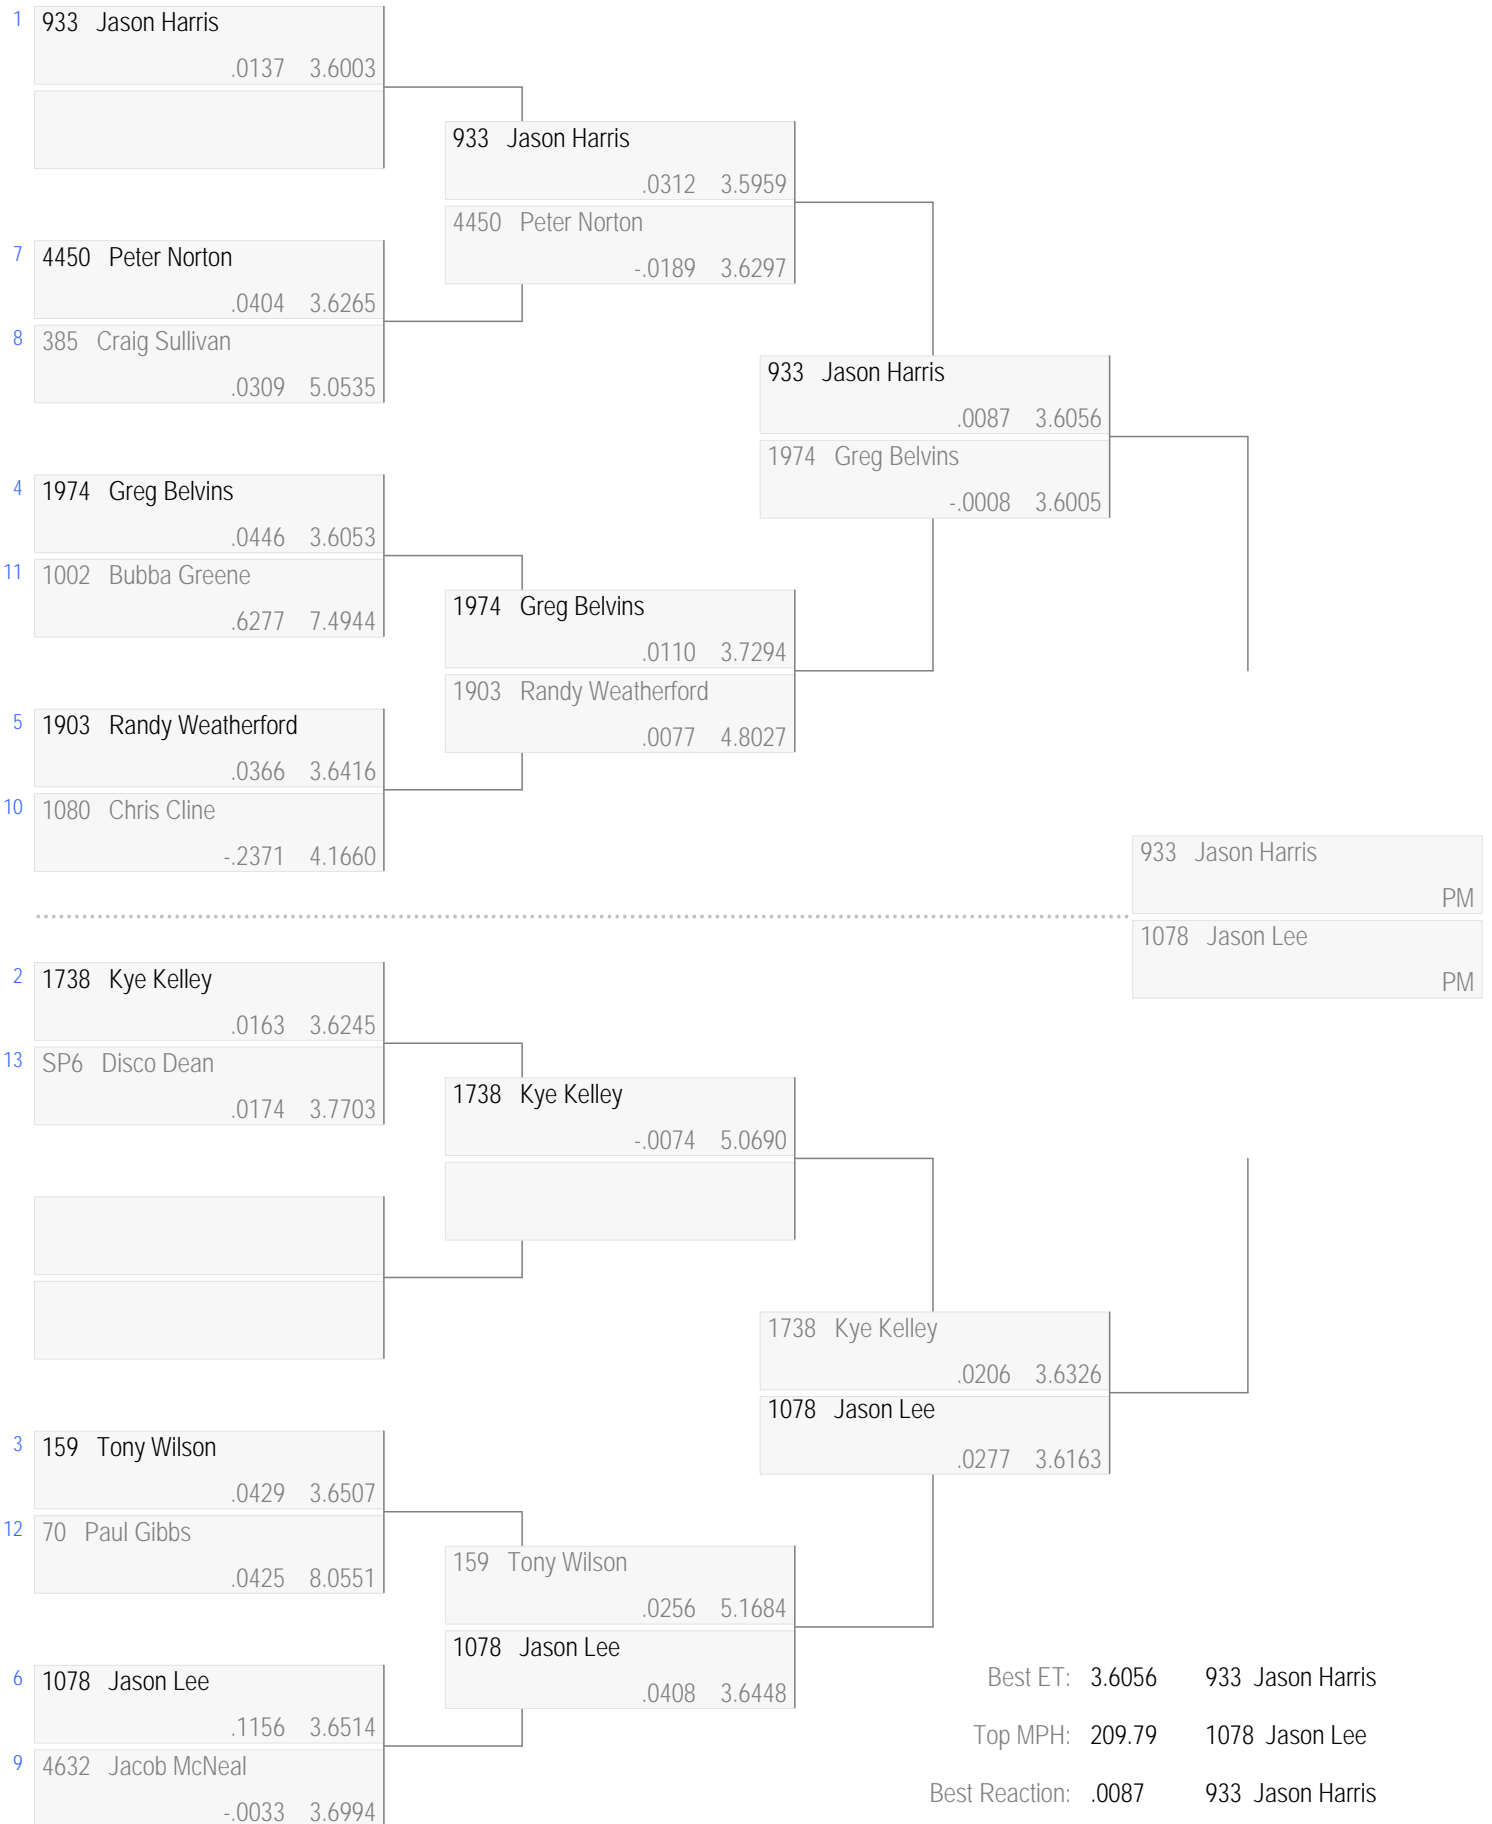 1 933 Jason Harris
.0137 3.6003
933 Jason Harris
.0312 3.5959
4450 Peter Norton
-.0189 3.6297
7 4450 Peter Norton
.0404 3.6265
8 385 Craig Sullivan
.0309 5.0535
933 Jason Harris
.0087 3.6056
1974 Greg Belvins
-.0008 3.6005
4 1974 Greg Belvins
.0446 3.6053
11 1002 Bubba Greene
.6277 7.4944
1974 Greg Belvins
.0110 3.7294
1903 Randy Weatherford
.0077 4.8027
5 1903 Randy Weatherford
.0366 3.6416
10 1080 Chris Cline
-.2371 4.1660
933 Jason Harris
PM
1078 Jason Lee
PM
2 1738 Kye Kelley
.0163 3.6245
13 SP6 Disco Dean
.0174 3.7703
1738 Kye Kelley
-.0074 5.0690
1738 Kye Kelley
.0206 3.6326
1078 Jason Lee
.0277 3.6163
3 159 Tony Wilson
.0429 3.6507
12 70 Paul Gibbs
.0425 8.0551
159 Tony Wilson
.0256 5.1684
1078 Jason Lee
.0408 3.6448
6 1078 Jason Lee
.1156 3.6514
9 4632 Jacob McNeal
-.0033 3.6994
Best ET: 3.6056 933 Jason Harris
Top MPH: 209.79 1078 Jason Lee
Best Reaction: .0087 933 Jason Harris